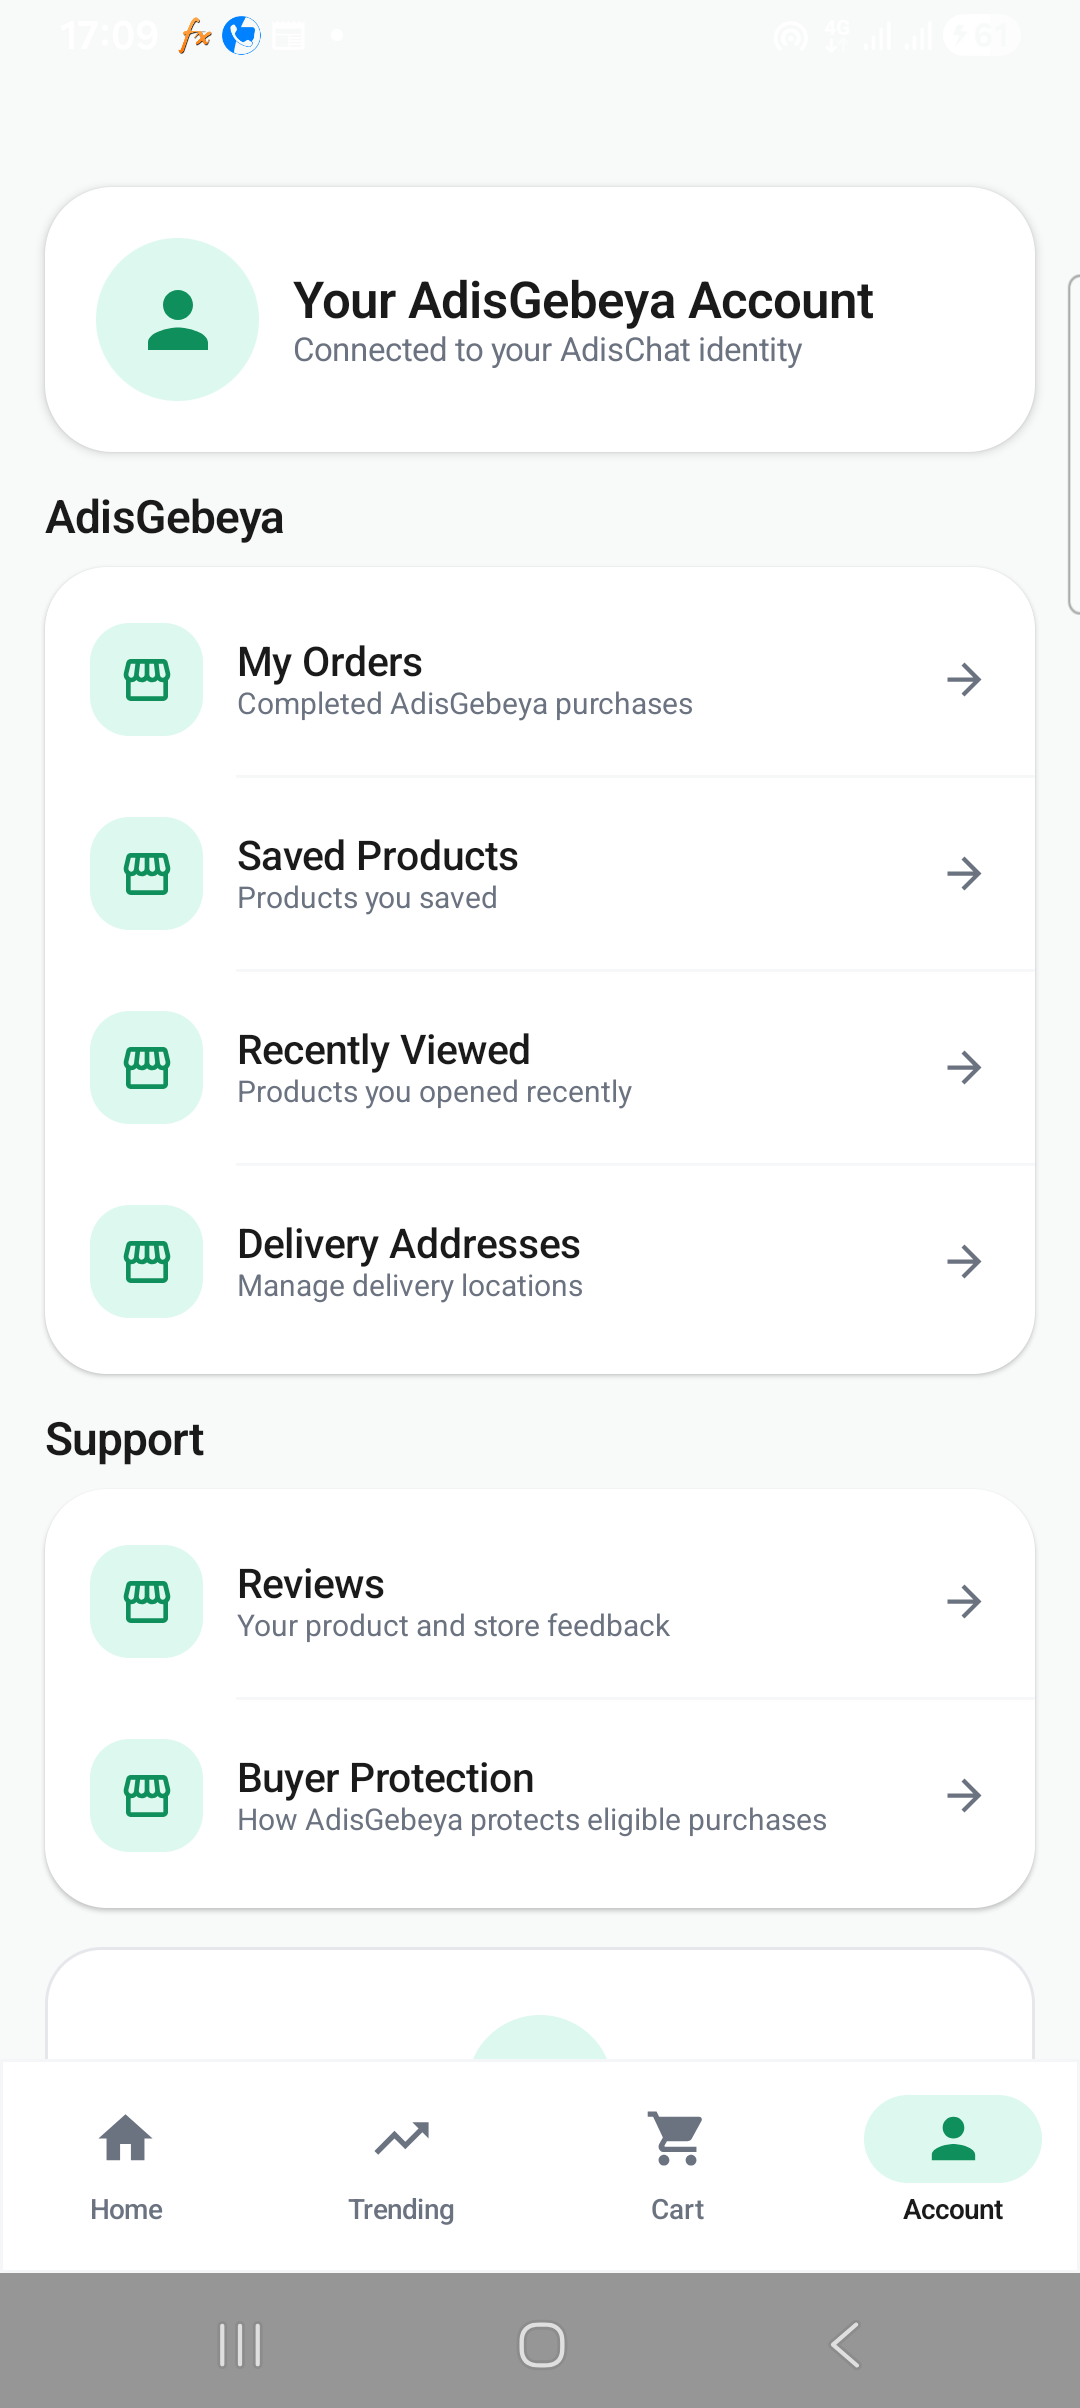 17:09
4G
61
Your AdisGebeya Account
Connected to your AdisChat identity
AdisGebeya
My Orders
Completed AdisGebeya purchases
Saved Products
Products you saved
Recently Viewed
Products you opened recently
Delivery Addresses
Manage delivery locations
Support
Reviews
Your product and store feedback
Buyer Protection
How AdisGebeya protects eligible purchases
Home
Trending
Cart
Account